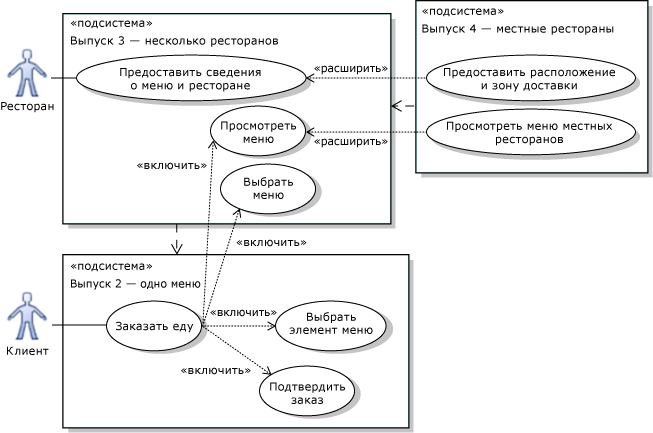 «подсистема»
Выпуск 3 — несколько ресторанов
«подсистема»
Выпуск 4 — местные рестораны
Ресторан
Предоставить сведения
о меню и ресторане
«расширить»
Предоставить расположение
и зону доставки
Просмотреть
меню
«расширить»
Просмотреть меню местных
ресторанов
«включить»
Выбрать
меню
«включить»
«подсистема»
Выпуск 2 — одно меню
Клиент
Заказать еду
«включить»
Выбрать
элемент меню
«включить»
Подтвердить
заказ